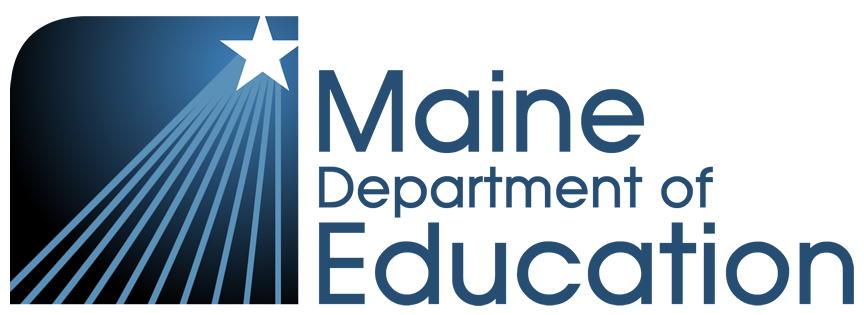 Maine
Department of
Education